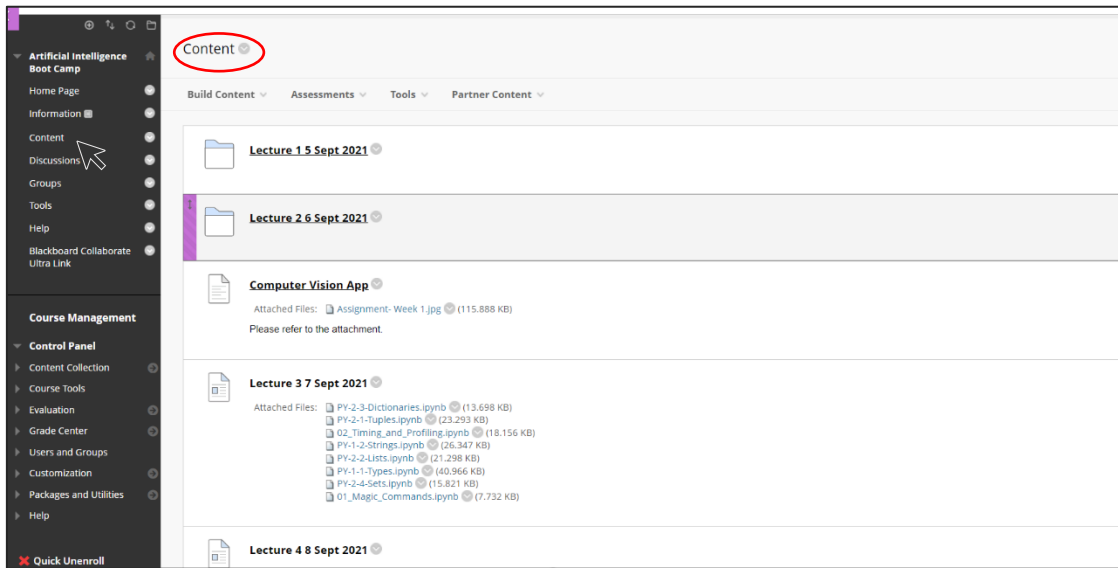 Artificial Intelligence
Boot Camp
Home Page
Information
Content
Discussions
Groups
Tools
Help
Blackboard Collaborate
Ultra Link
Course Management
Control Panel
Content Collection
Course Tools
Evaluation
Grade Center
Users and Groups
Customization
Packages and Utilities
Help
Quick Unenroll
Content
Build Content Assessments Tools Partner Content
Lecture 1 5 Sept 2021
Lecture 2 6 Sept 2021
Computer Vision App
Attached Files: Assignment- Week 1.jpg (115.888 KB)
Please refer to the attachment.
Lecture 3 7 Sept 2021
Attached Files: PY-2-3-Dictionaries.ipynb (13.698 KB)
PY-2-1-Tuples.ipynb (23.293 KB)
02_Timing_and_Profiling.ipynb (18.156 KB)
PY-1-2-Strings.ipynb (26.347 KB)
PY-2-2-Lists.ipynb (21.298 KB)
PY-1-1-Types.ipynb (40.966 KB)
PY-2-4-Sets.ipynb (15.821 KB)
01_Magic_Commands.ipynb (7.732 KB)
Lecture 4 8 Sept 2021